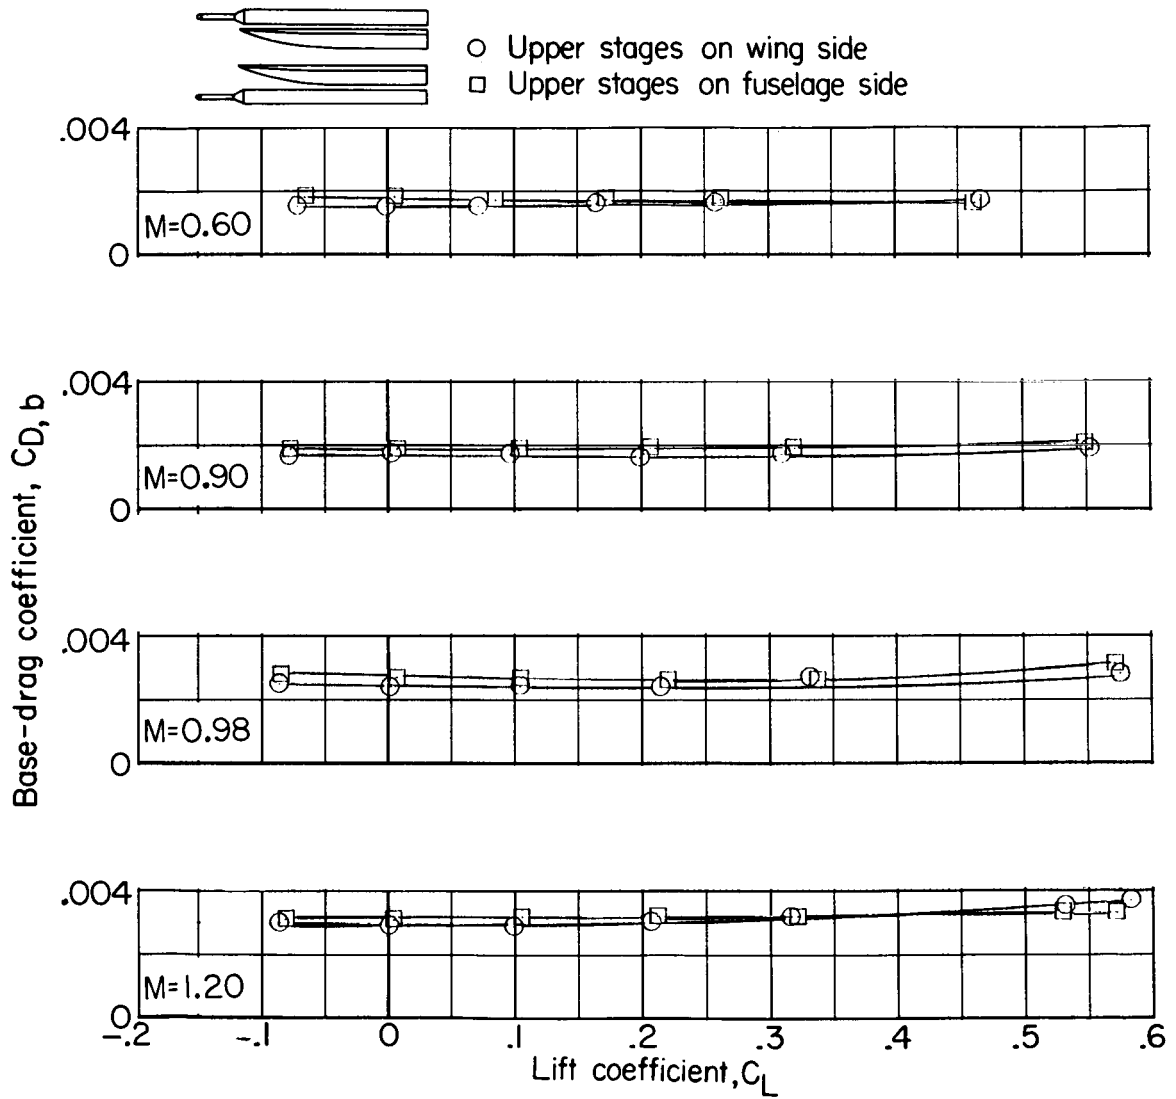 Upper stages on wing side
Upper stages on fuselage side
.004
M=0.60
0
.004
M=0.90
0
.004
M=0.98
0
.004
M=1.20
0
-.2 -.1 0 .1 .2 .3 .4 .5 .6
Lift coefficient, CL
Base-drag coefficient, CD, b